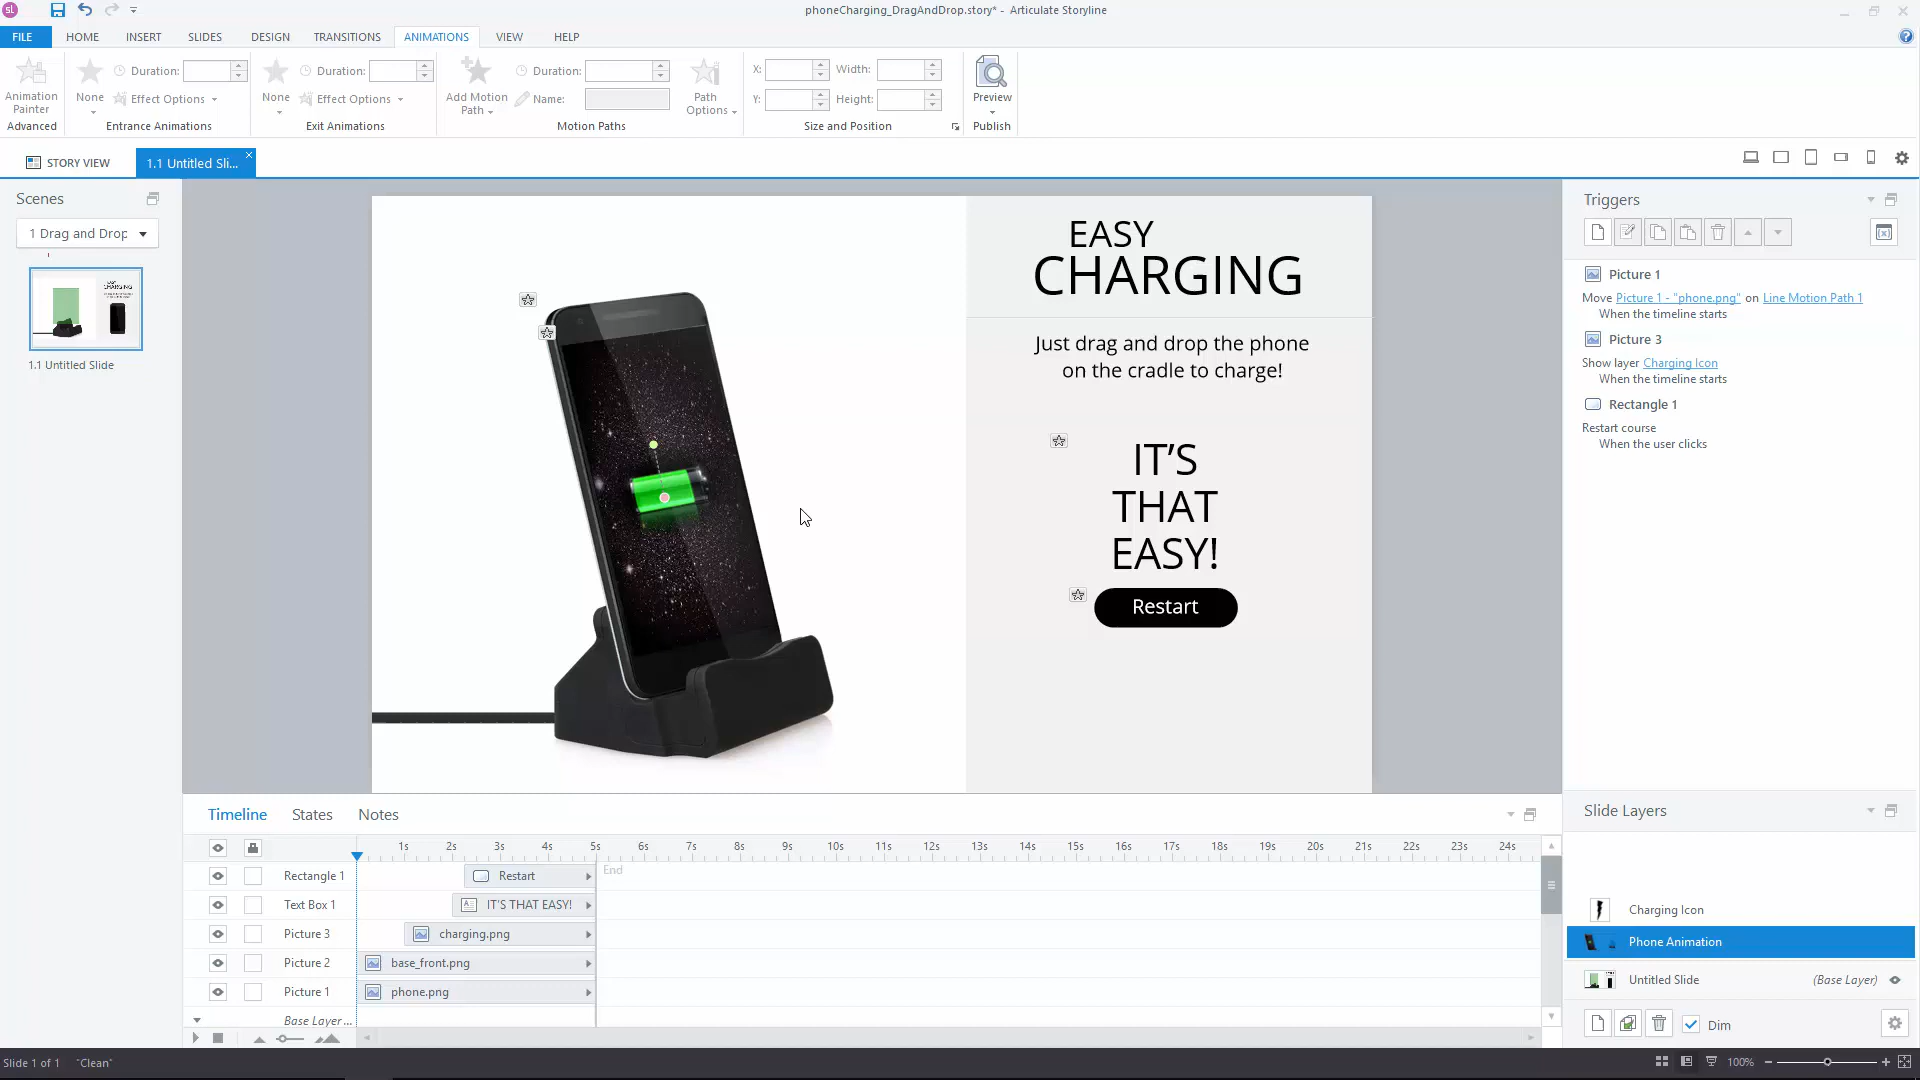 phoneCharging_DragAndDrop.story* - Articulate Storyline
FILE HOME INSERT SLIDES DESIGN TRANSITIONS ANIMATIONS VIEW HELP
Animation Painter
Advanced
None
Duration:
Effect Options
Entrance Animations
None
Duration:
Effect Options
Exit Animations
Add Motion Path
Duration:
Name:
Path Options
Motion Paths
X: Width:
Y: Height:
Size and Position
Preview
Publish
STORY VIEW
1.1 Untitled Sli...
Scenes
1 Drag and Drop
1.1 Untitled Slide
EASY
CHARGING
Just drag and drop the phone
on the cradle to charge!
IT'S
THAT
EASY!
Restart
Triggers
Picture 1
Move Picture 1 - "phone.png" on Line Motion Path 1
When the timeline starts
Picture 3
Show layer Charging Icon
When the timeline starts
Rectangle 1
Restart course
When the user clicks
Timeline States Notes
1s 2s 3s 4s 5s 6s 7s 8s 9s 10s 11s 12s 13s 14s 15s 16s 17s 18s 19s 20s 21s 22s 23s 24s
End
Rectangle 1 Restart
Text Box 1 IT'S THAT EASY!
Picture 3 charging.png
Picture 2 base_front.png
Picture 1 phone.png
Base Layer ...
Slide Layers
Charging Icon
Phone Animation
Untitled Slide (Base Layer)
Dim
Slide 1 of 1 "Clean"
100%